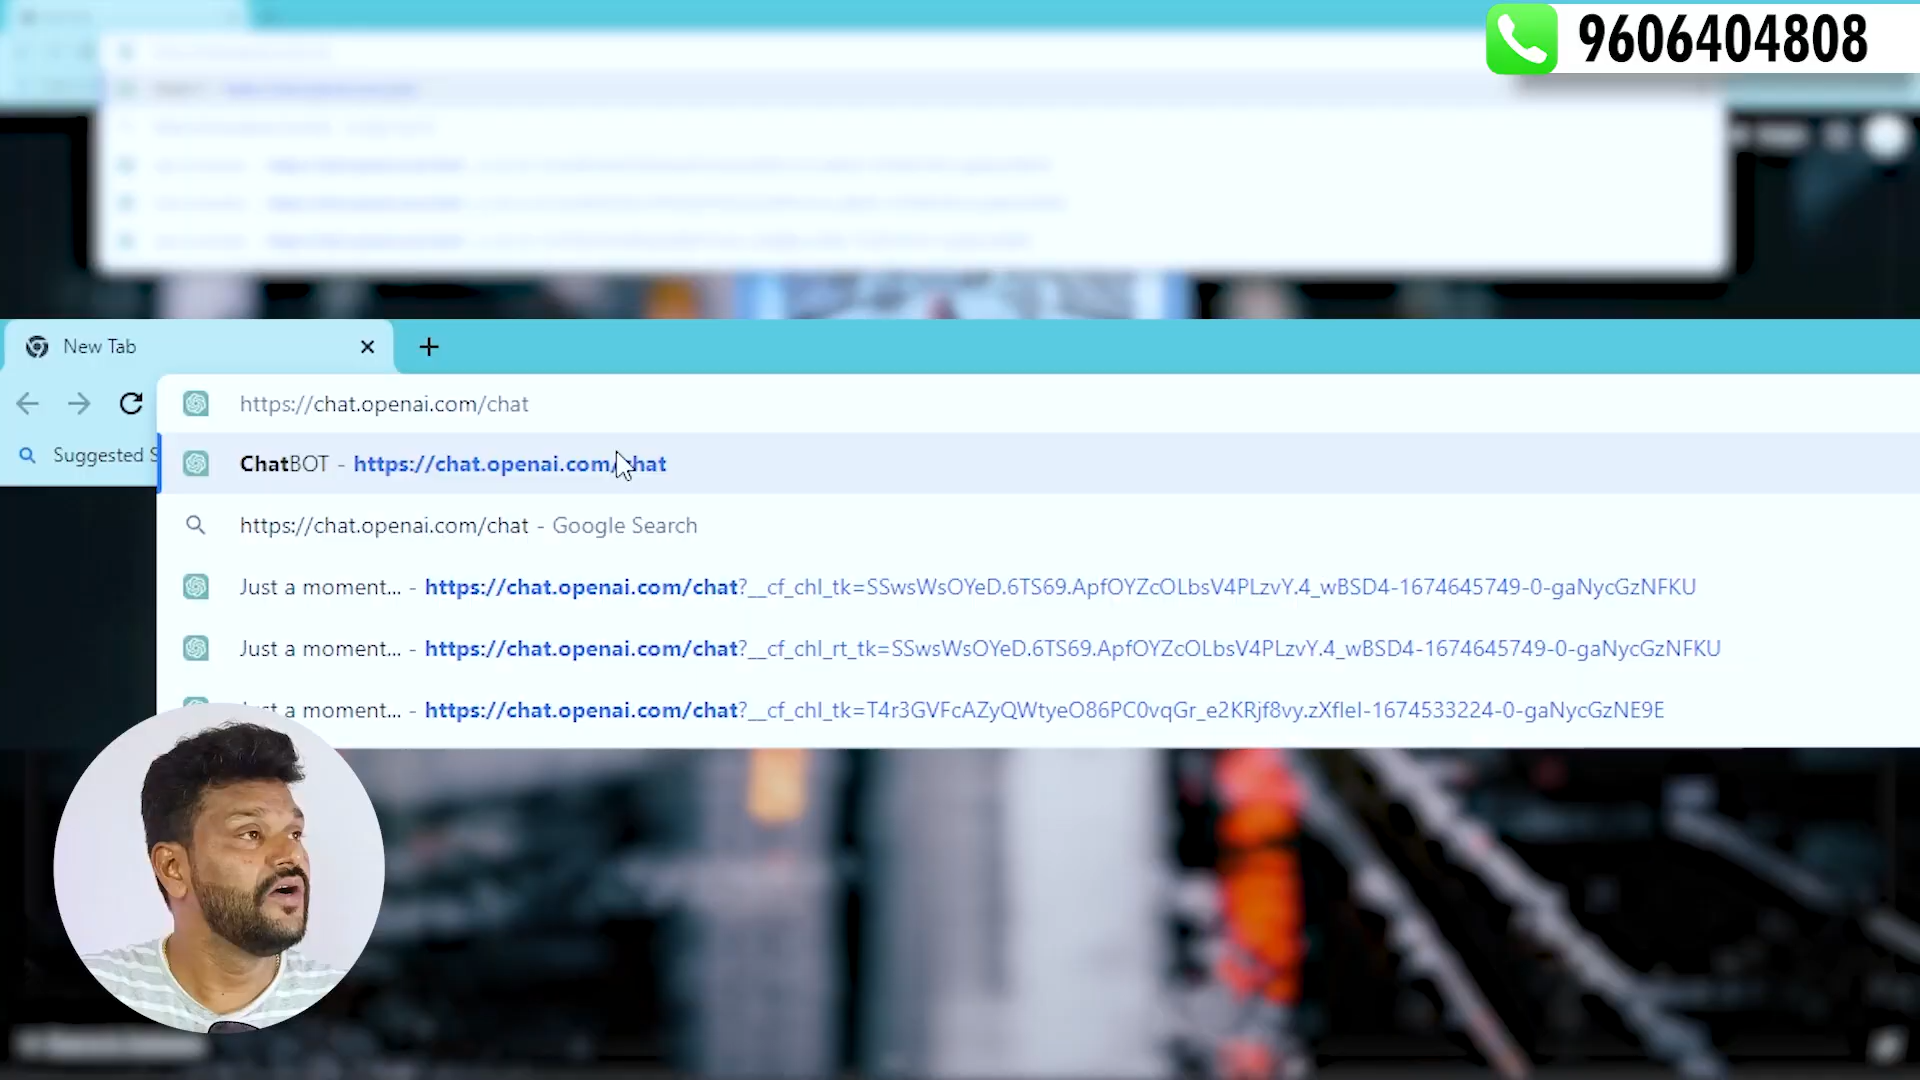 9606404808
New Tab
https://chat.openai.com/chat
Suggested S
ChatBOT - https://chat.openai.com/chat
https://chat.openai.com/chat - Google Search
Just a moment... - https://chat.openai.com/chat?__cf_chl_tk=SSwsWsOYeD.6TS69.ApfOYZcOLbsV4PLzvY.4_wBSD4-1674645749-0-gaNycGzNFKU
Just a moment... - https://chat.openai.com/chat?__cf_chl_rt_tk=SSwsWsOYeD.6TS69.ApfOYZcOLbsV4PLzvY.4_wBSD4-1674645749-0-gaNycGzNFKU
a moment... - https://chat.openai.com/chat?__cf_chl_tk=T4r3GVFcAZyQWtyeO86PC0vqGr_e2KRjf8vy.zXfleI-1674533224-0-gaNycGzNE9E